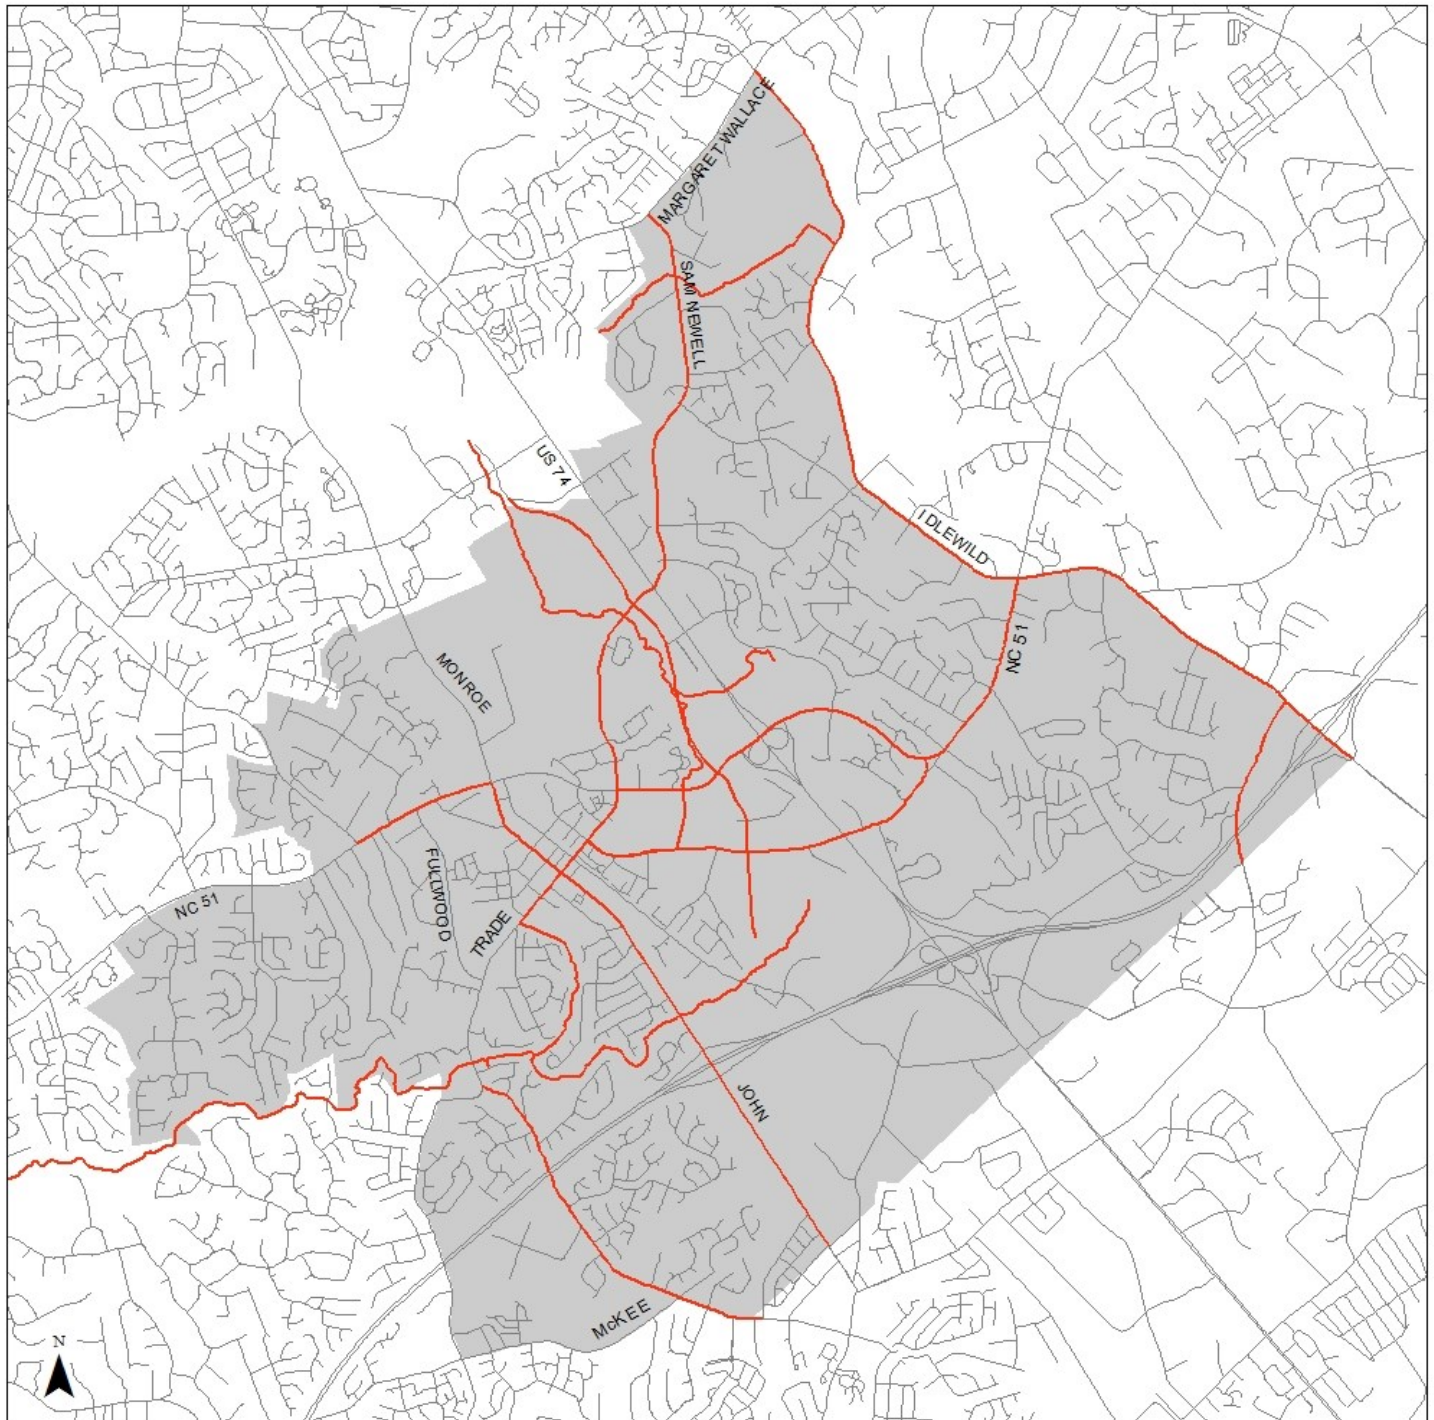 MARGARET WALLACE
SAM NEWELL
US 74
IDLEWILD
NC 51
MONROE
FULLWOOD
NC 51
TRADE
JOHN
McKEE
N